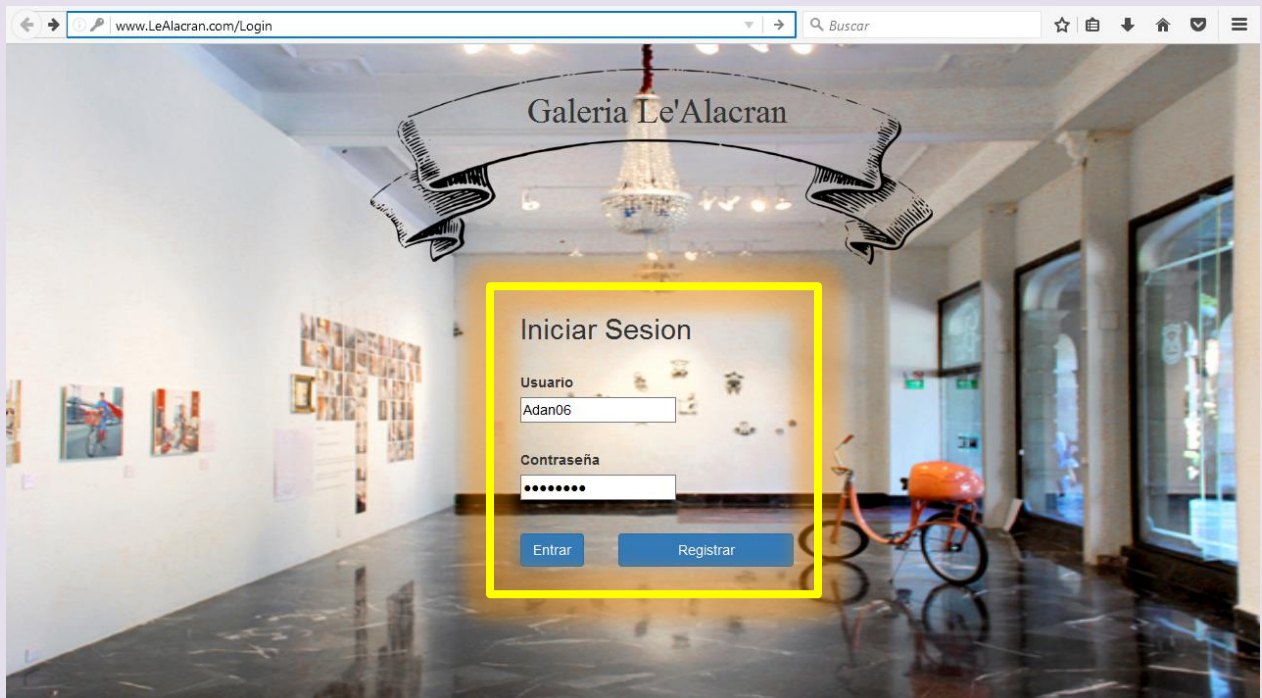 www.LeAlacran.com/Login
Buscar
Galeria Le'Alacran
Iniciar Sesion
Usuario
Adan06
Contraseña
••••••••
Entrar
Registrar